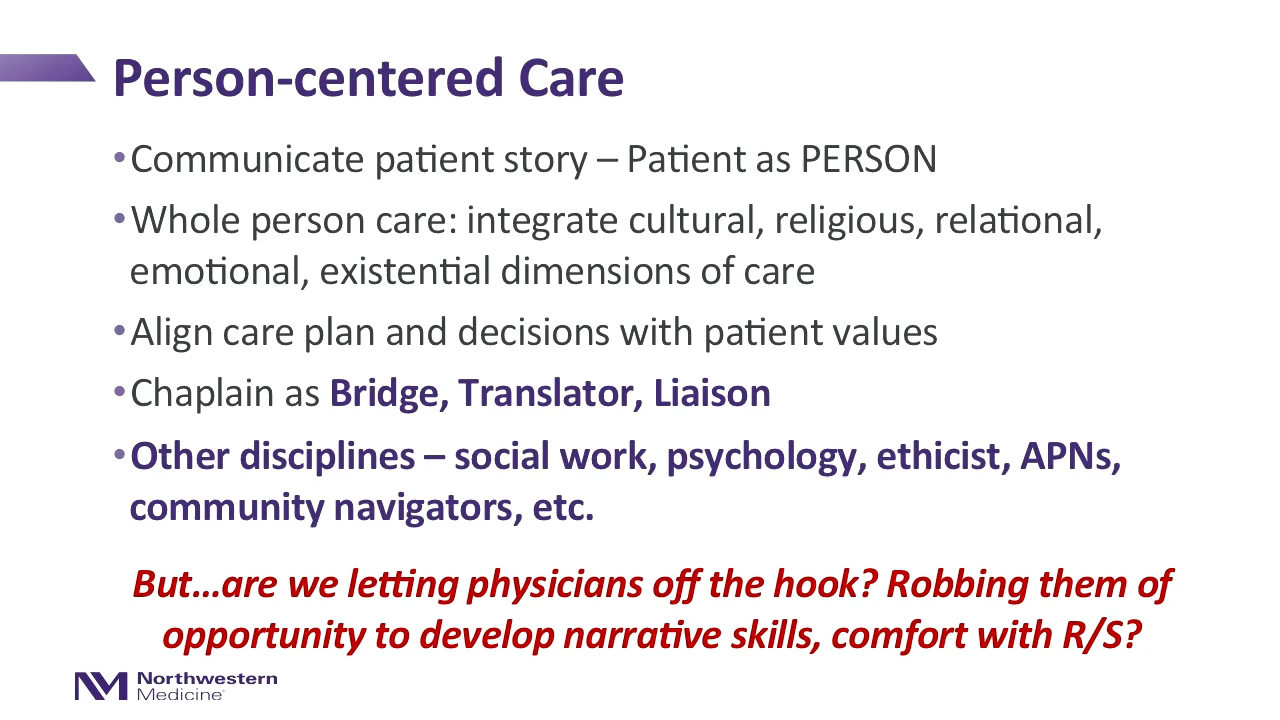 Person-centered Care
•Communicate patient story – Patient as PERSON
•Whole person care: integrate cultural, religious, relational,
emotional, existential dimensions of care
•Align care plan and decisions with patient values
•Chaplain as Bridge, Translator, Liaison
•Other disciplines – social work, psychology, ethicist, APNs,
community navigators, etc.
But...are we letting physicians off the hook? Robbing them of
opportunity to develop narrative skills, comfort with R/S?
NM Northwestern
Medicine